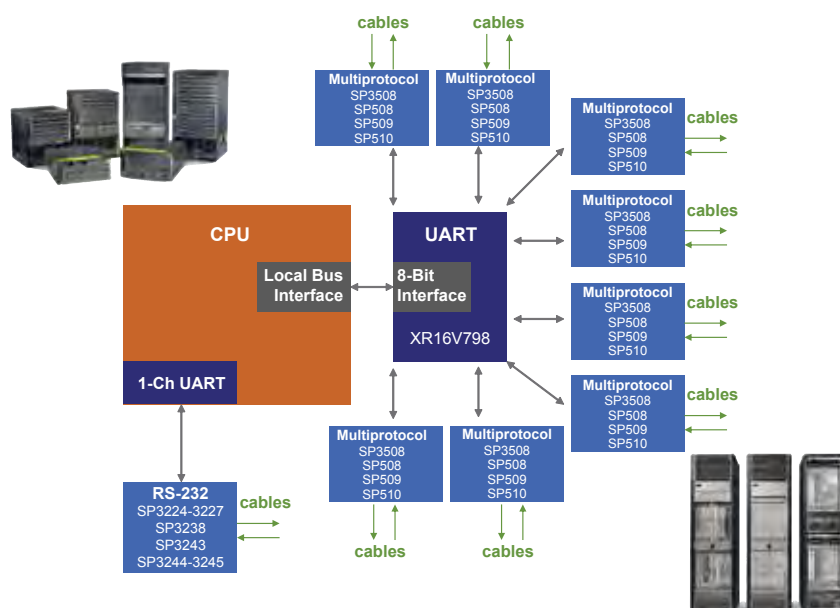 cables
cables
Multiprotocol
SP3508
SP508
SP509
SP510
Multiprotocol
SP3508
SP508
SP509
SP510
Multiprotocol
SP3508
SP508
SP509
SP510
cables
Multiprotocol
SP3508
SP508
SP509
SP510
cables
CPU
Local Bus
Interface
1-Ch UART
UART
8-Bit
Interface
XR16V798
Multiprotocol
SP3508
SP508
SP509
SP510
cables
Multiprotocol
SP3508
SP508
SP509
SP510
cables
Multiprotocol
SP3508
SP508
SP509
SP510
cables
Multiprotocol
SP3508
SP508
SP509
SP510
cables
RS-232
SP3224-3227
SP3238
SP3243
SP3244-3245
cables